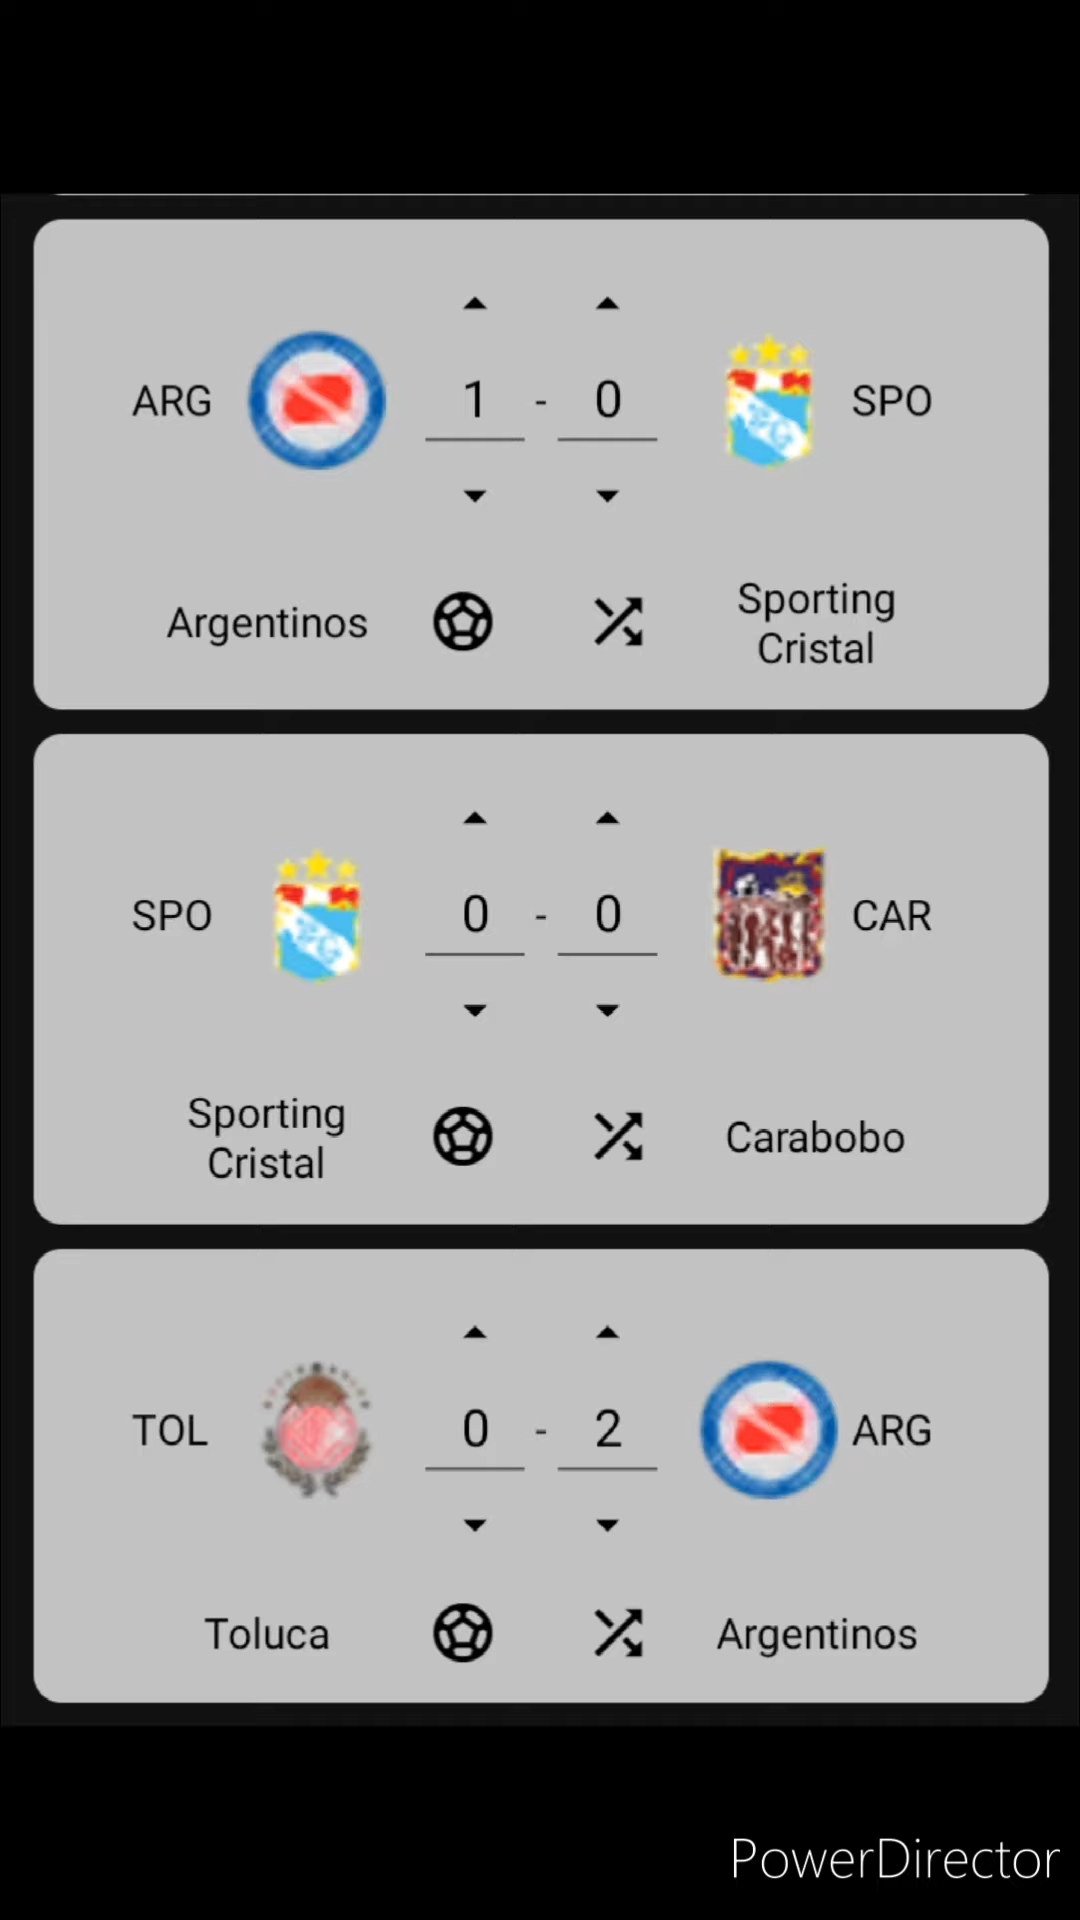 ARG 1 - 0 SPO
Argentinos
Sporting
Cristal
SPO 0 - 0 CAR
Sporting
Cristal
Carabobo
TOL 0 - 2 ARG
Toluca Argentinos
PowerDirector